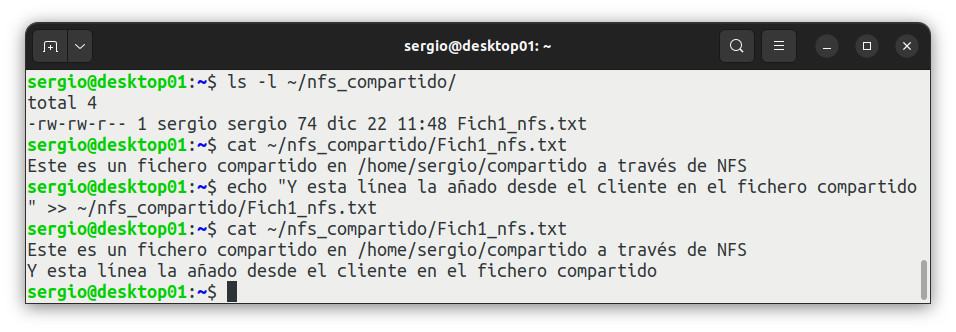 sergio@desktop01: ~
sergio@desktop01:~$ ls -l ~/nfs_compartido/
total 4
-rw-rw-r-- 1 sergio sergio 74 dic 22 11:48 Fich1_nfs.txt
sergio@desktop01:~$ cat ~/nfs_compartido/Fich1_nfs.txt
Este es un fichero compartido en /home/sergio/compartido a través de NFS
sergio@desktop01:~$ echo "Y esta línea la añado desde el cliente en el fichero compartido
" >> ~/nfs_compartido/Fich1_nfs.txt
sergio@desktop01:~$ cat ~/nfs_compartido/Fich1_nfs.txt
Este es un fichero compartido en /home/sergio/compartido a través de NFS
Y esta línea la añado desde el cliente en el fichero compartido
sergio@desktop01:~$